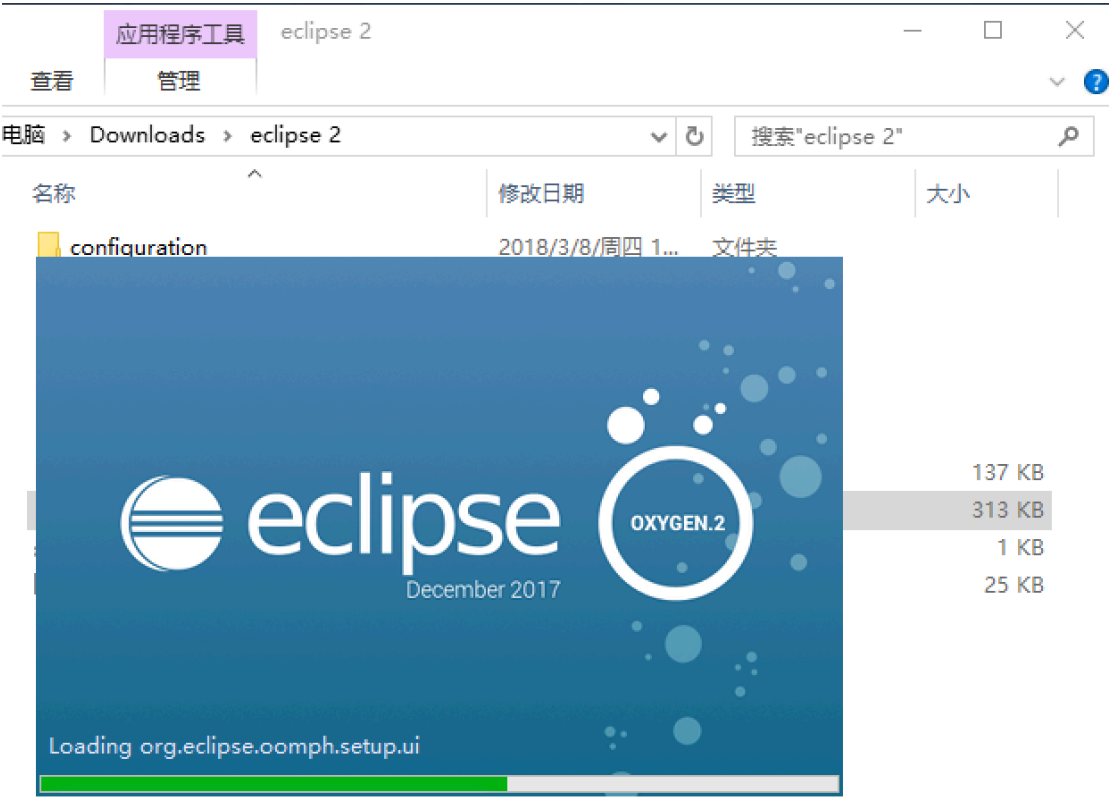 应用程序工具 eclipse 2
查看 管理
电脑 › Downloads › eclipse 2 搜索"eclipse 2"
名称 修改日期 类型 大小
configuration 2018/3/8/周四 1... 文件夹
137 KB
313 KB
1 KB
25 KB
eclipse
OXYGEN.2
December 2017
Loading org.eclipse.oomph.setup.ui